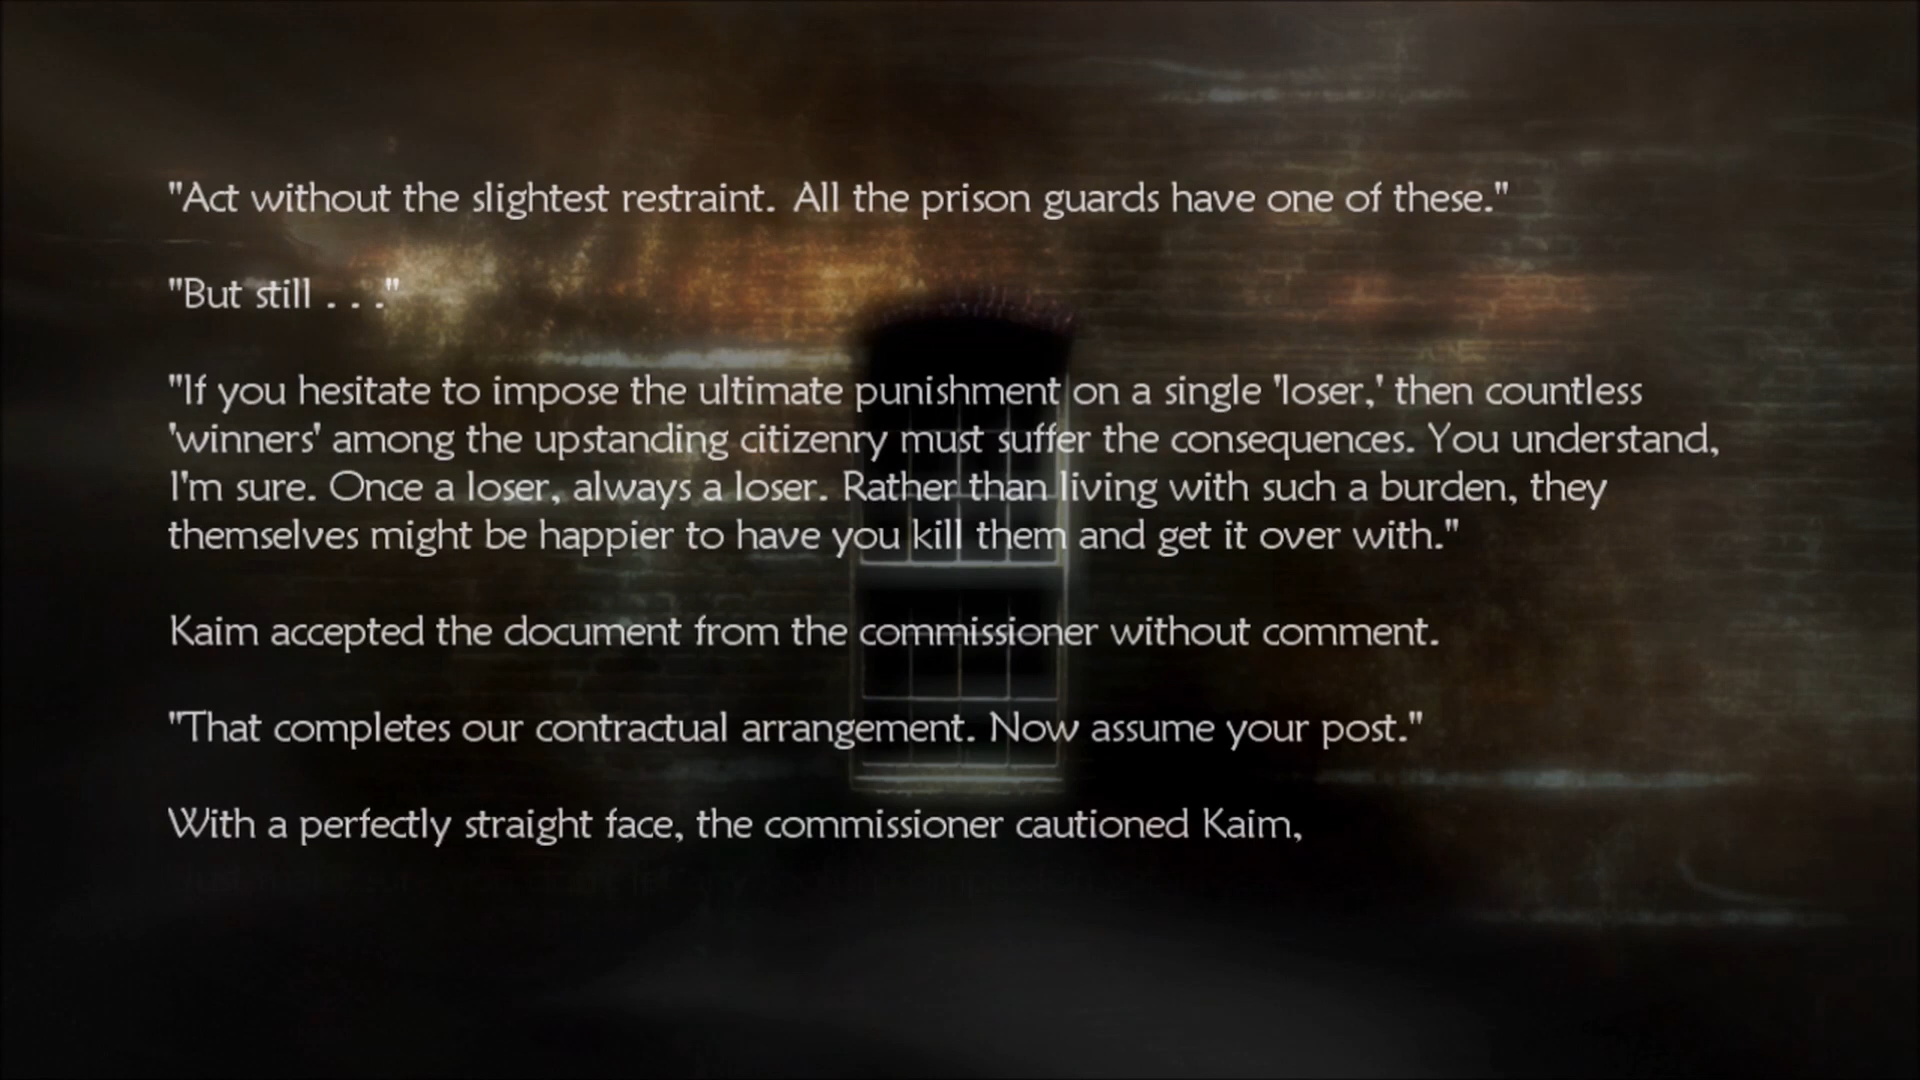 "Act without the slightest restraint. All the prison guards have one of these."
"But still . . ."
"If you hesitate to impose the ultimate punishment on a single 'loser,' then countless
'winners' among the upstanding citizenry must suffer the consequences. You understand,
I'm sure. Once a loser, always a loser. Rather than living with such a burden, they
themselves might be happier to have you kill them and get it over with."
Kaim accepted the document from the commissioner without comment.
"That completes our contractual arrangement. Now assume your post."
With a perfectly straight face, the commissioner cautioned Kaim,